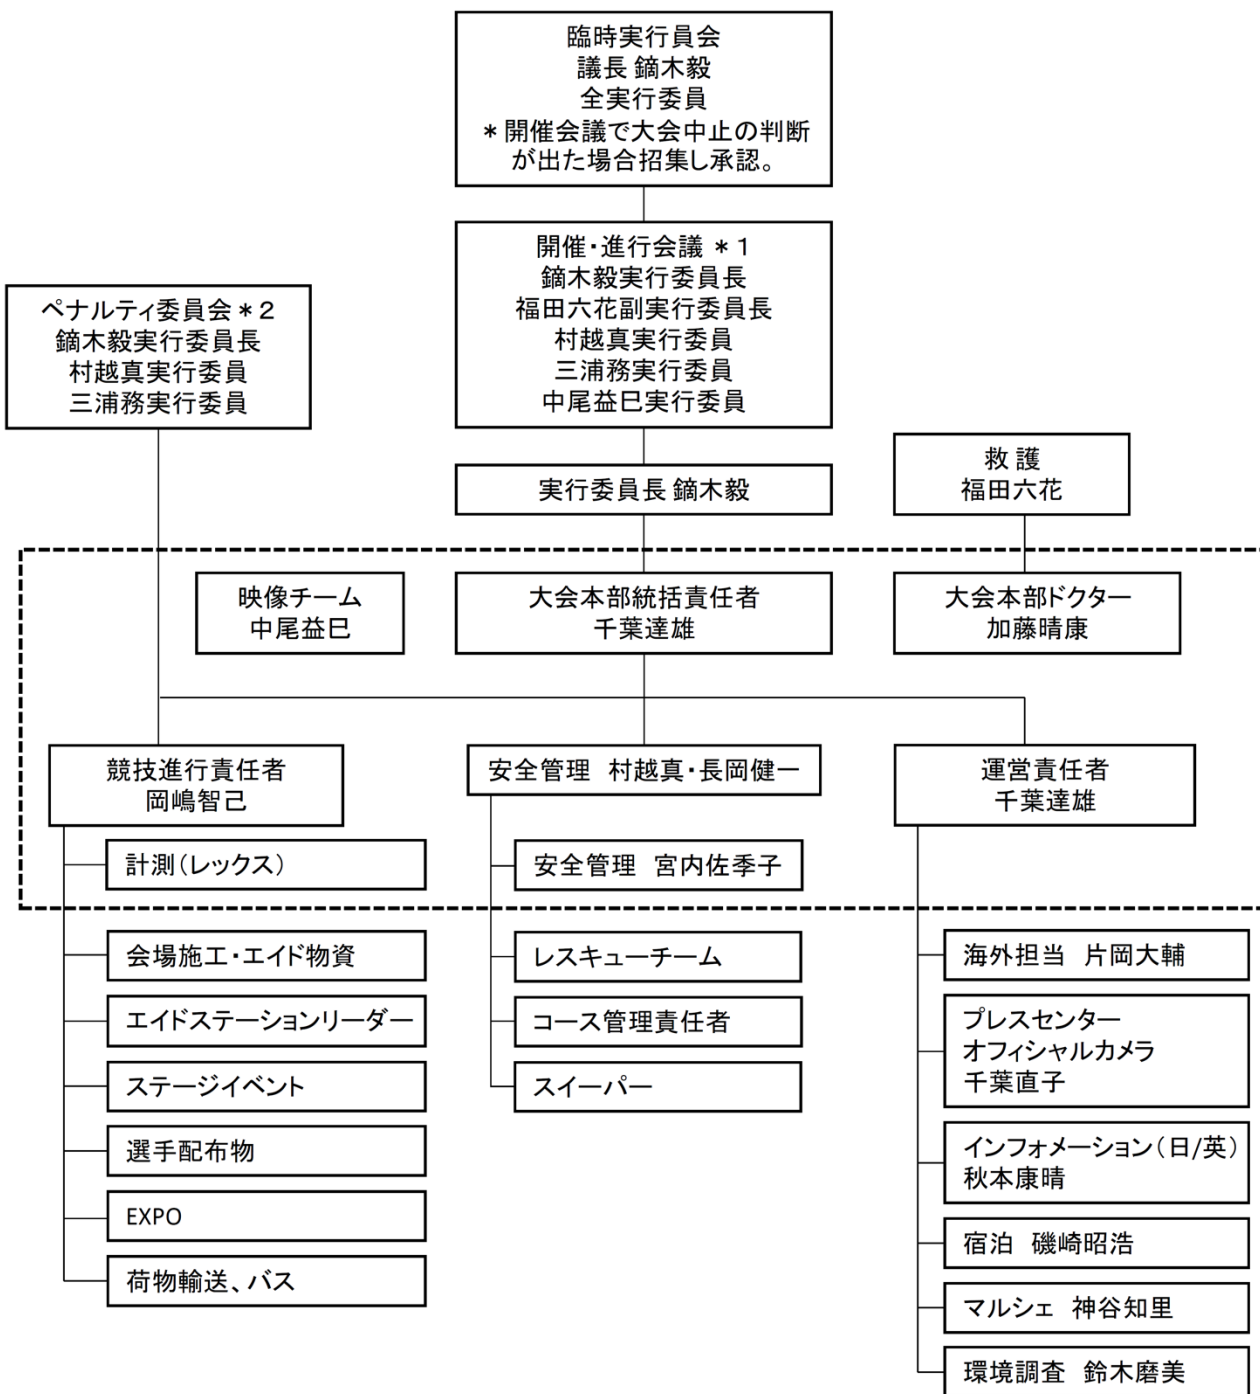 臨時実行員会
議長 鏑木毅
全実行委員
＊開催会議で大会中止の判断
が出た場合招集し承認。
開催・進行会議 ＊１
鏑木毅実行委員長
福田六花副実行委員長
村越真実行委員
三浦務実行委員
中尾益巳実行委員
ペナルティ委員会＊２
鏑木毅実行委員長
村越真実行委員
三浦務実行委員
実行委員長 鏑木毅
救 護
福田六花
映像チーム
中尾益巳
大会本部統括責任者
千葉達雄
大会本部ドクター
加藤晴康
競技進行責任者
岡嶋智己
安全管理　村越真・長岡健一
運営責任者
千葉達雄
計測（レックス）
安全管理　宮内佐季子
会場施工・エイド物資
エイドステーションリーダー
ステージイベント
選手配布物
EXPO
荷物輸送、バス
レスキューチーム
コース管理責任者
スイーパー
海外担当　片岡大輔
プレスセンター
オフィシャルカメラ
千葉直子
インフォメーション（日/英）
秋本康晴
宿泊　磯崎昭浩
マルシェ　神谷知里
環境調査　鈴木磨美